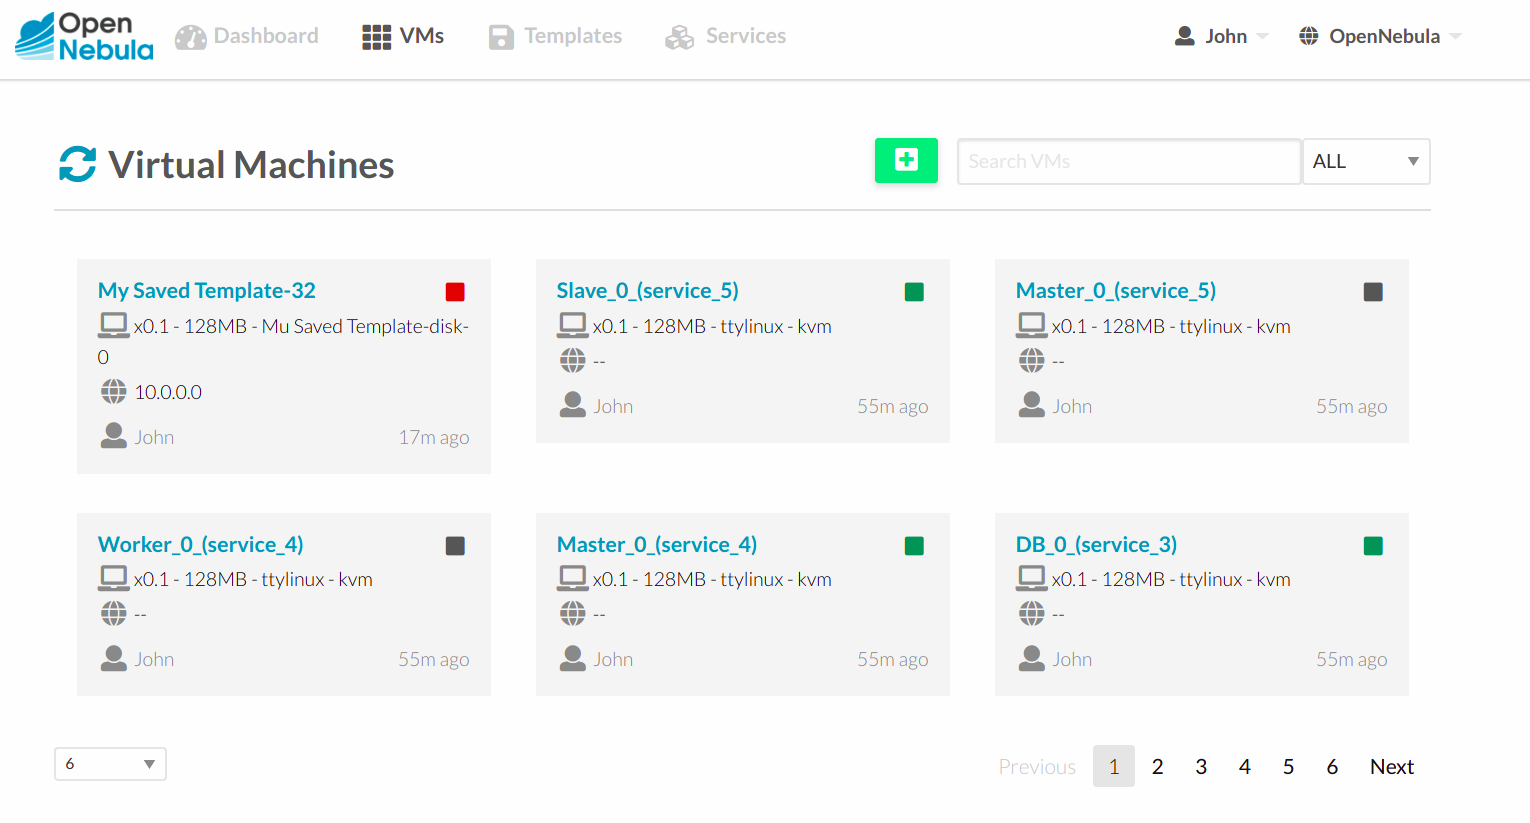 Open
Nebula
Dashboard
VMs
Templates
Services
John
OpenNebula
Virtual Machines
Search VMs
ALL
My Saved Template-32
x0.1 - 128MB - Mu Saved Template-disk-
0
10.0.0.0
John
17m ago
Slave_0_(service_5)
x0.1 - 128MB - ttylinux - kvm
--
John
55m ago
Master_0_(service_5)
x0.1 - 128MB - ttylinux - kvm
--
John
55m ago
Worker_0_(service_4)
x0.1 - 128MB - ttylinux - kvm
--
John
55m ago
Master_0_(service_4)
x0.1 - 128MB - ttylinux - kvm
--
John
55m ago
DB_0_(service_3)
x0.1 - 128MB - ttylinux - kvm
--
John
55m ago
6
Previous 1 2 3 4 5 6 Next